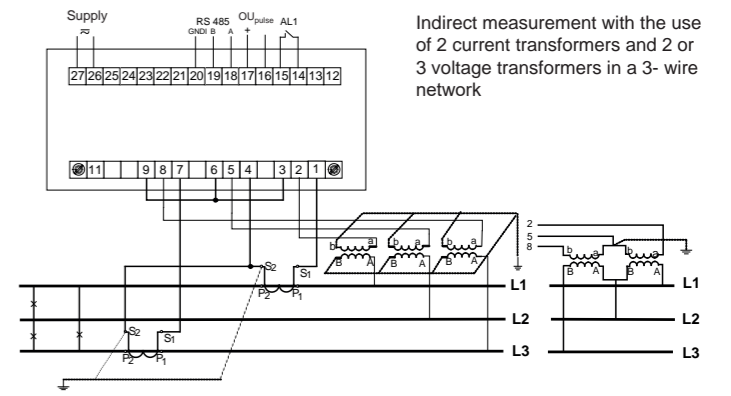 Supply
≂
RS 485
GNDI B A
OUpulse
+
AL1
Indirect measurement with the use
of 2 current transformers and 2 or
3 voltage transformers in a 3- wire
network
27 26 25 24 23 22 21 20 19 18 17 16 15 14 13 12
11 9 8 7 6 5 4 3 2 1
2
5
8
b a a a
B A B A B A
b a b a
B A B A
S2 S1
P2 P1
L1 L1
L2 L2
S2 S1
P2 P1
L3 L3